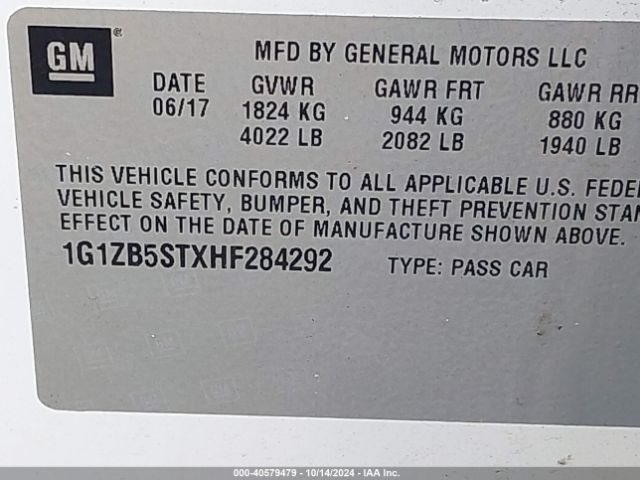 GM ©
MFD BY GENERAL MOTORS LLC
DATE GVWR GAWR FRT GAWR RR
06/17 1824 KG 944 KG 880 KG
4022 LB 2082 LB 1940 LB
THIS VEHICLE CONFORMS TO ALL APPLICABLE U.S. FEDE
VEHICLE SAFETY, BUMPER, AND THEFT PREVENTION STAN
EFFECT ON THE DATE OF MANUFACTURE SHOWN ABOVE.
1G1ZB5STXHF284292 TYPE: PASS CAR
000-40579479 - 10/14/2024 - IAA Inc.